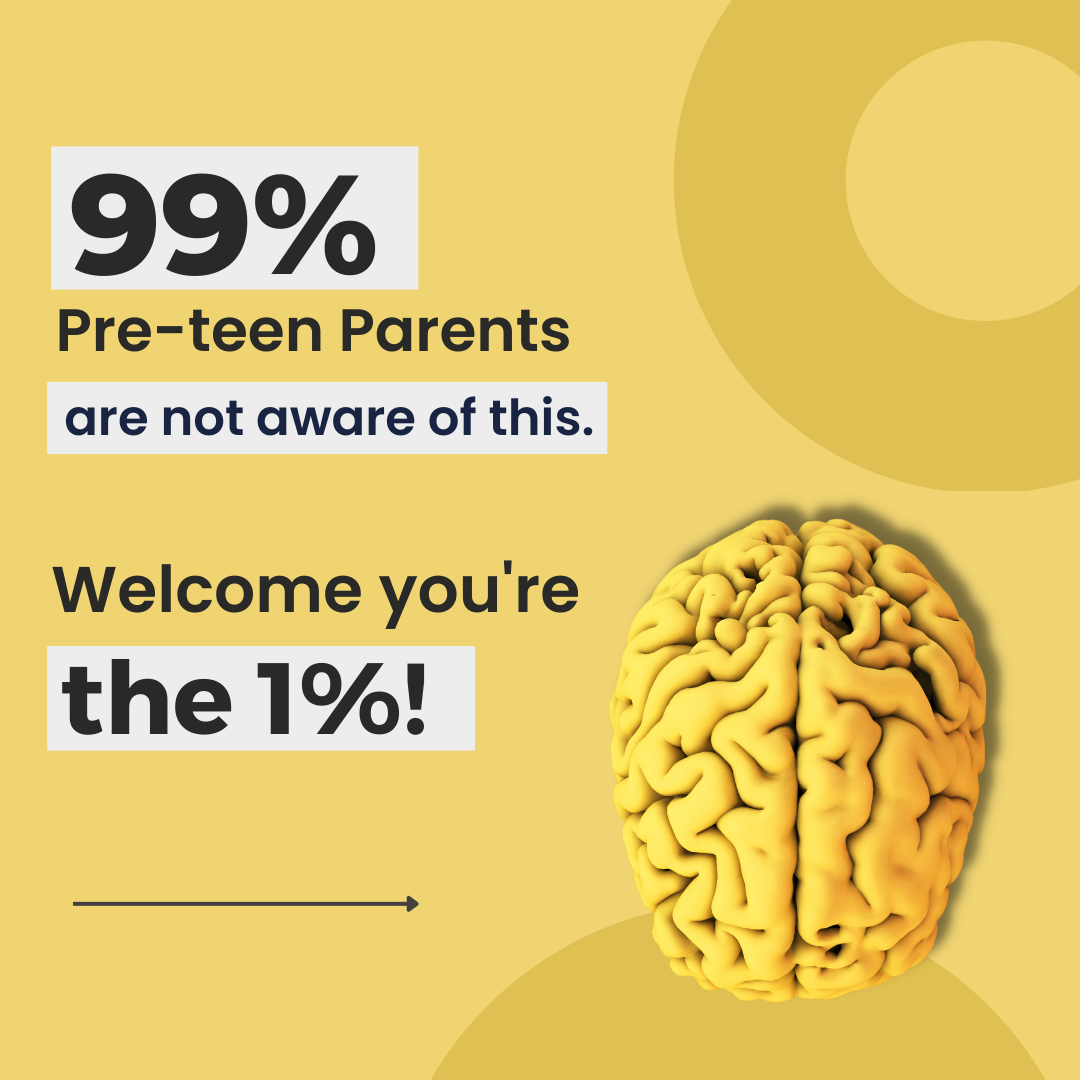 99%
Pre-teen Parents
are not aware of this.
Welcome you're
the 1%!